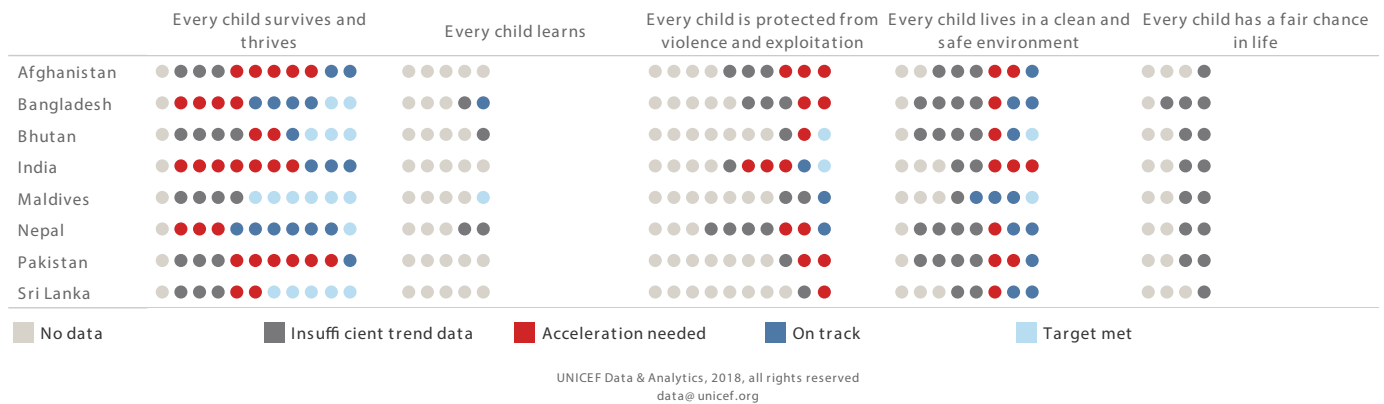 Every child survives and
thrives
Every child learns
Every child is protected from
violence and exploitation
Every child lives in a clean and
safe environment
Every child has a fair chance
in life
Afghanistan
Bangladesh
Bhutan
India
Maldives
Nepal
Pakistan
Sri Lanka
No data
Insuffi cient trend data
Acceleration needed
On track
Target met
UNICEF Data & Analytics, 2018, all rights reserved
data@ unicef.org